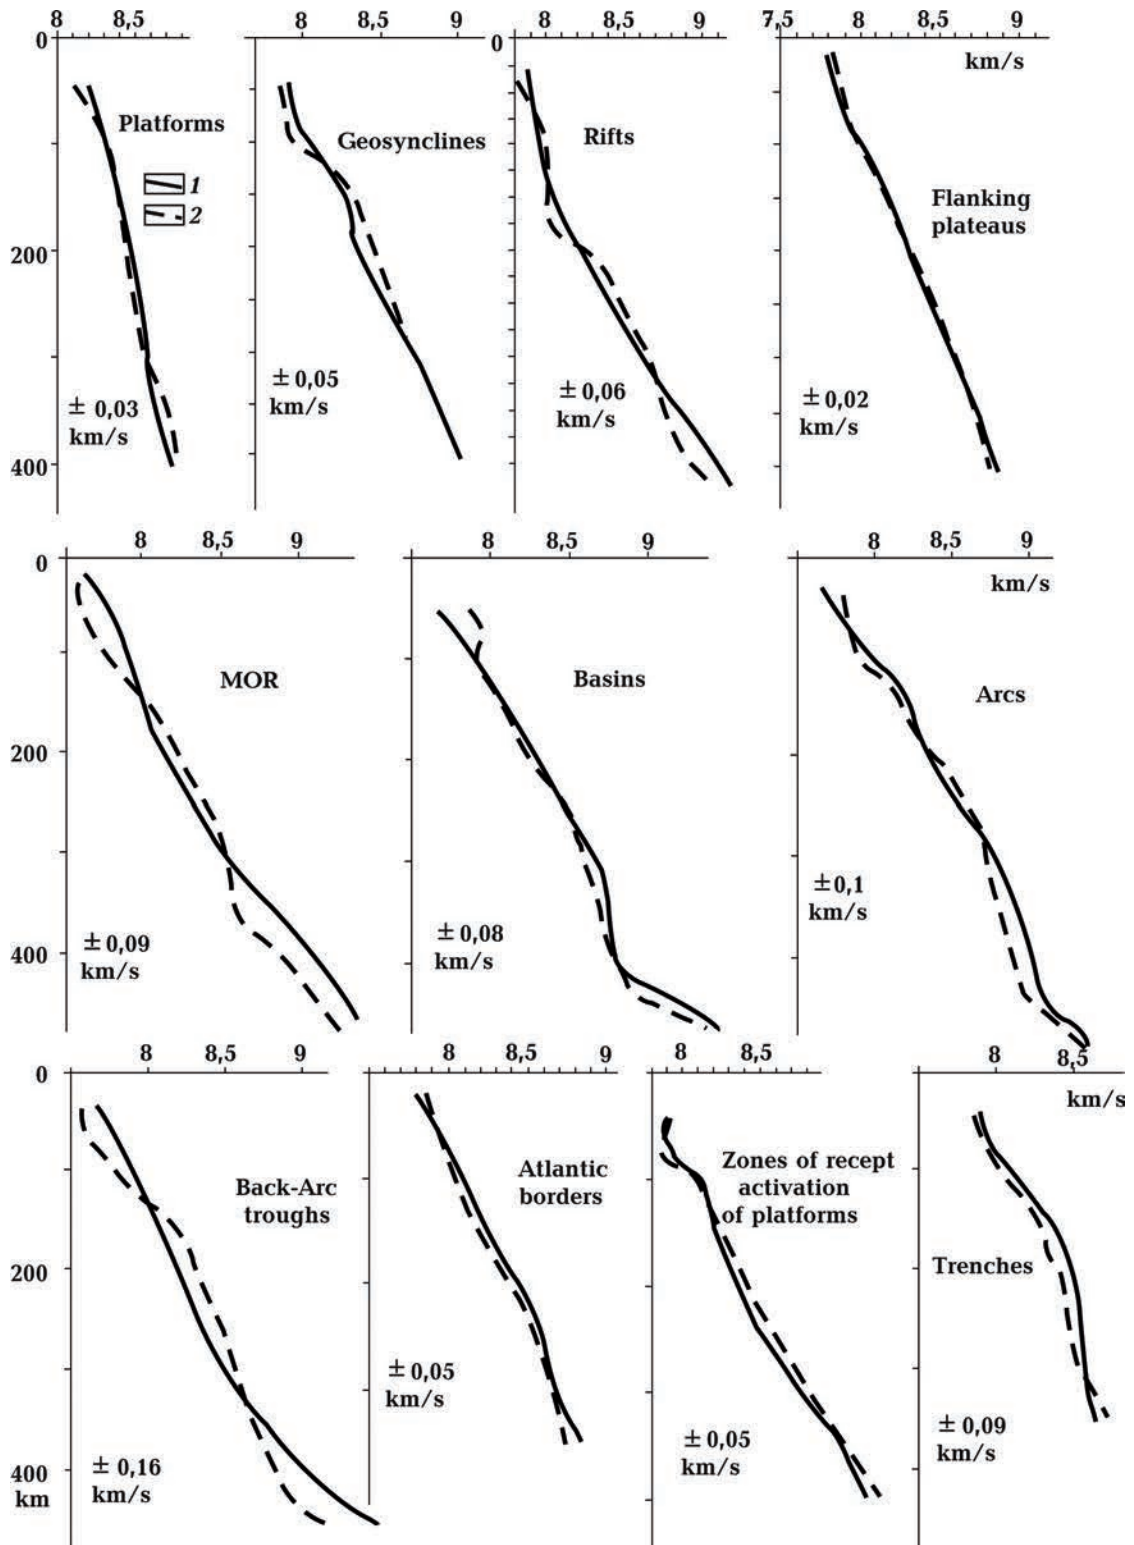 8 8,5
8 8,5 9
8 8,5 9
7,5 8 8,5 9
0
0
km/s
Platforms
1
2
Geosynclines
Rifts
Flanking
plateaus
200
± 0,03
km/s
± 0,05
km/s
± 0,06
km/s
± 0,02
km/s
400
8 8,5 9
8 8,5 9
8 8,5 9
0
km/s
MOR
Basins
Arcs
200
± 0,09
km/s
± 0,08
km/s
± 0,1
km/s
400
8 8,5 9
8 8,5 9
8 8,5
8 8,5
0
km/s
Back-Arc
troughs
Atlantic
borders
Zones of recept
activation
of platforms
Trenches
200
± 0,16
km/s
± 0,05
km/s
± 0,05
km/s
± 0,09
km/s
400
km